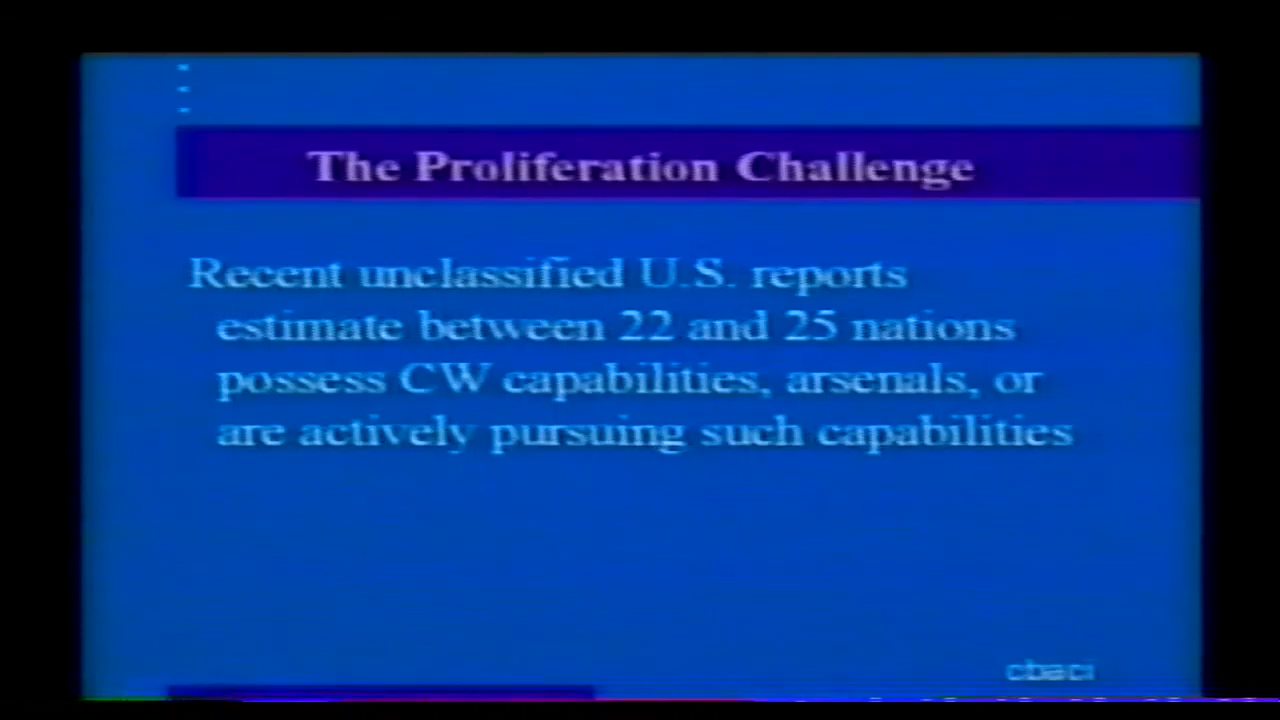 The Proliferation Challenge
Recent unclassified U.S. reports
estimate between 22 and 25 nations
possess CW capabilities, arsenals, or
are actively pursuing such capabilities
cbaci